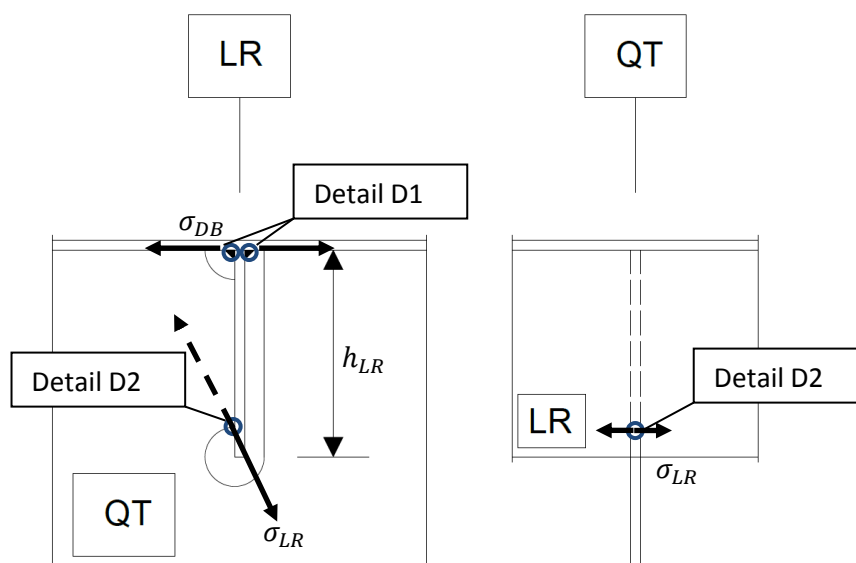 LR
QT
Detail D1
σ_DB
h_LR
Detail D2
Detail D2
LR
QT
σ_LR
σ_LR